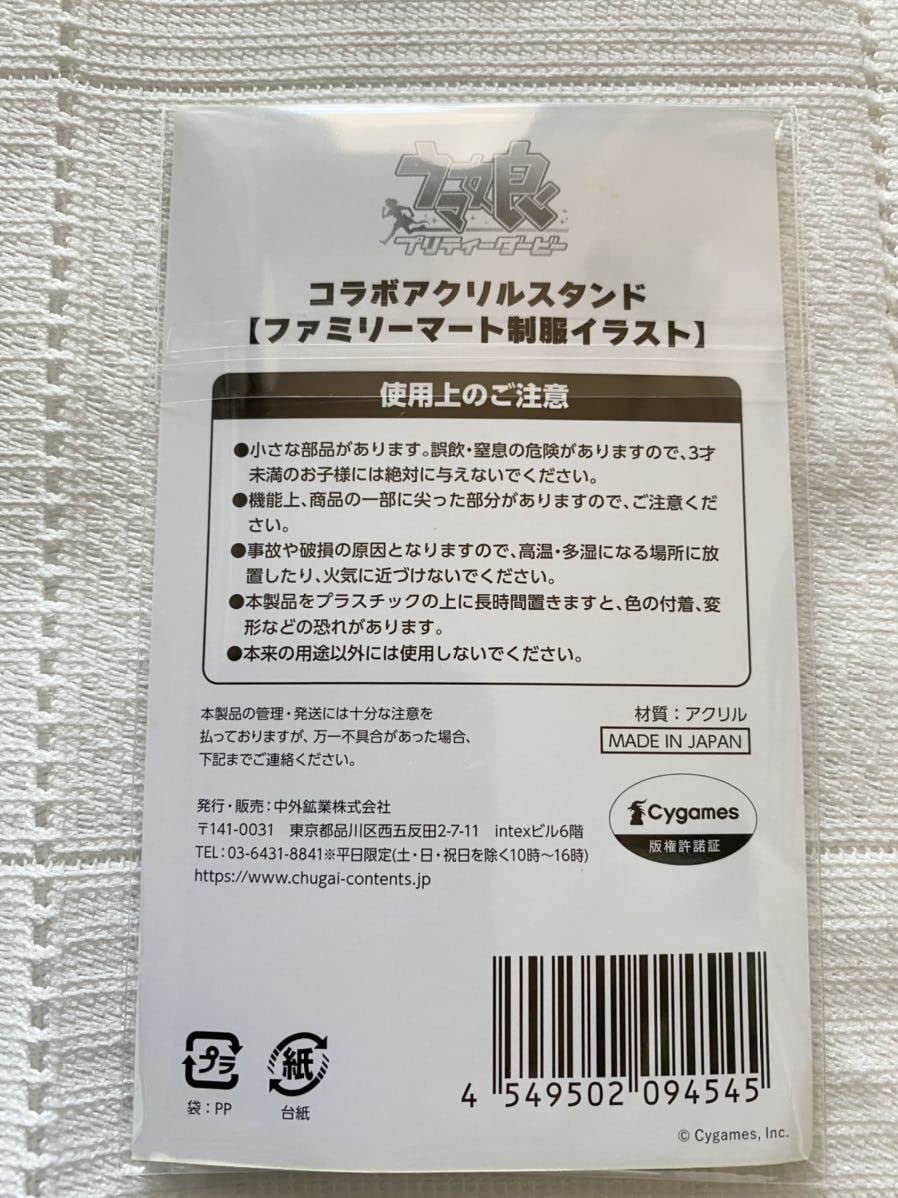 ウマ娘
プリティーダービー
コラボアクリルスタンド
【ファミリーマート制服イラスト】
使用上のご注意
●小さな部品があります。誤飲・窒息の危険がありますので、3才
未満のお子様には絶対に与えないでください。
●機能上、商品の一部に尖った部分がありますので、ご注意くだ
さい。
●事故や破損の原因となりますので、高温・多湿になる場所に放
置したり、火気に近づけないでください。
●本製品をプラスチックの上に長時間置きますと、色の付着、変
形などの恐れがあります。
●本来の用途以外には使用しないでください。
本製品の管理・発送には十分な注意を
払っておりますが、万一不具合があった場合、
下記までご連絡ください。
材質：アクリル
MADE IN JAPAN
発行・販売：中外鉱業株式会社
〒141-0031 東京都品川区西五反田2-7-11 intexビル6階
TEL：03-6431-8841※平日限定(土・日・祝日を除く10時〜16時)
https://www.chugai-contents.jp
Cygames
版権許諾証
プラ
袋：PP
紙
台紙
4 549502 094545
© Cygames, Inc.